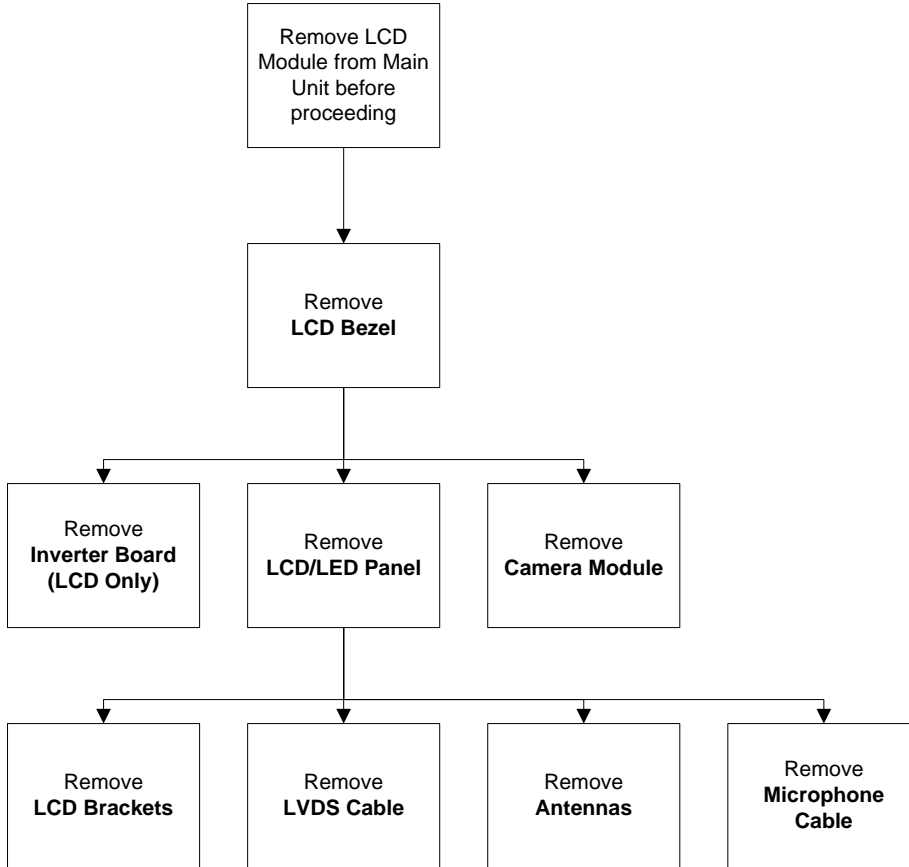 Remove LCD
Module from Main
Unit before
proceeding
Remove
LCD Bezel
Remove
Inverter Board
(LCD Only)
Remove
LCD/LED Panel
Remove
Camera Module
Remove
LCD Brackets
Remove
LVDS Cable
Remove
Antennas
Remove
Microphone
Cable